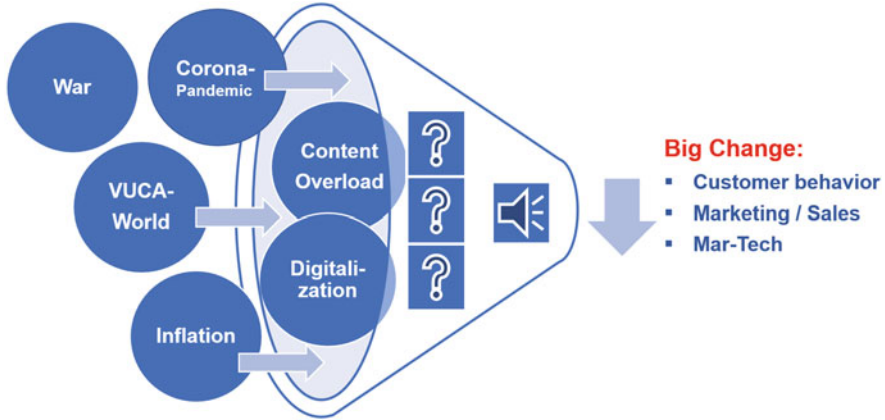 War
Corona-
Pandemic
VUCA-
World
Content
Overload
Digitali-
zation
Inflation
?
?
?
Big Change:
▪ Customer behavior
▪ Marketing / Sales
▪ Mar-Tech